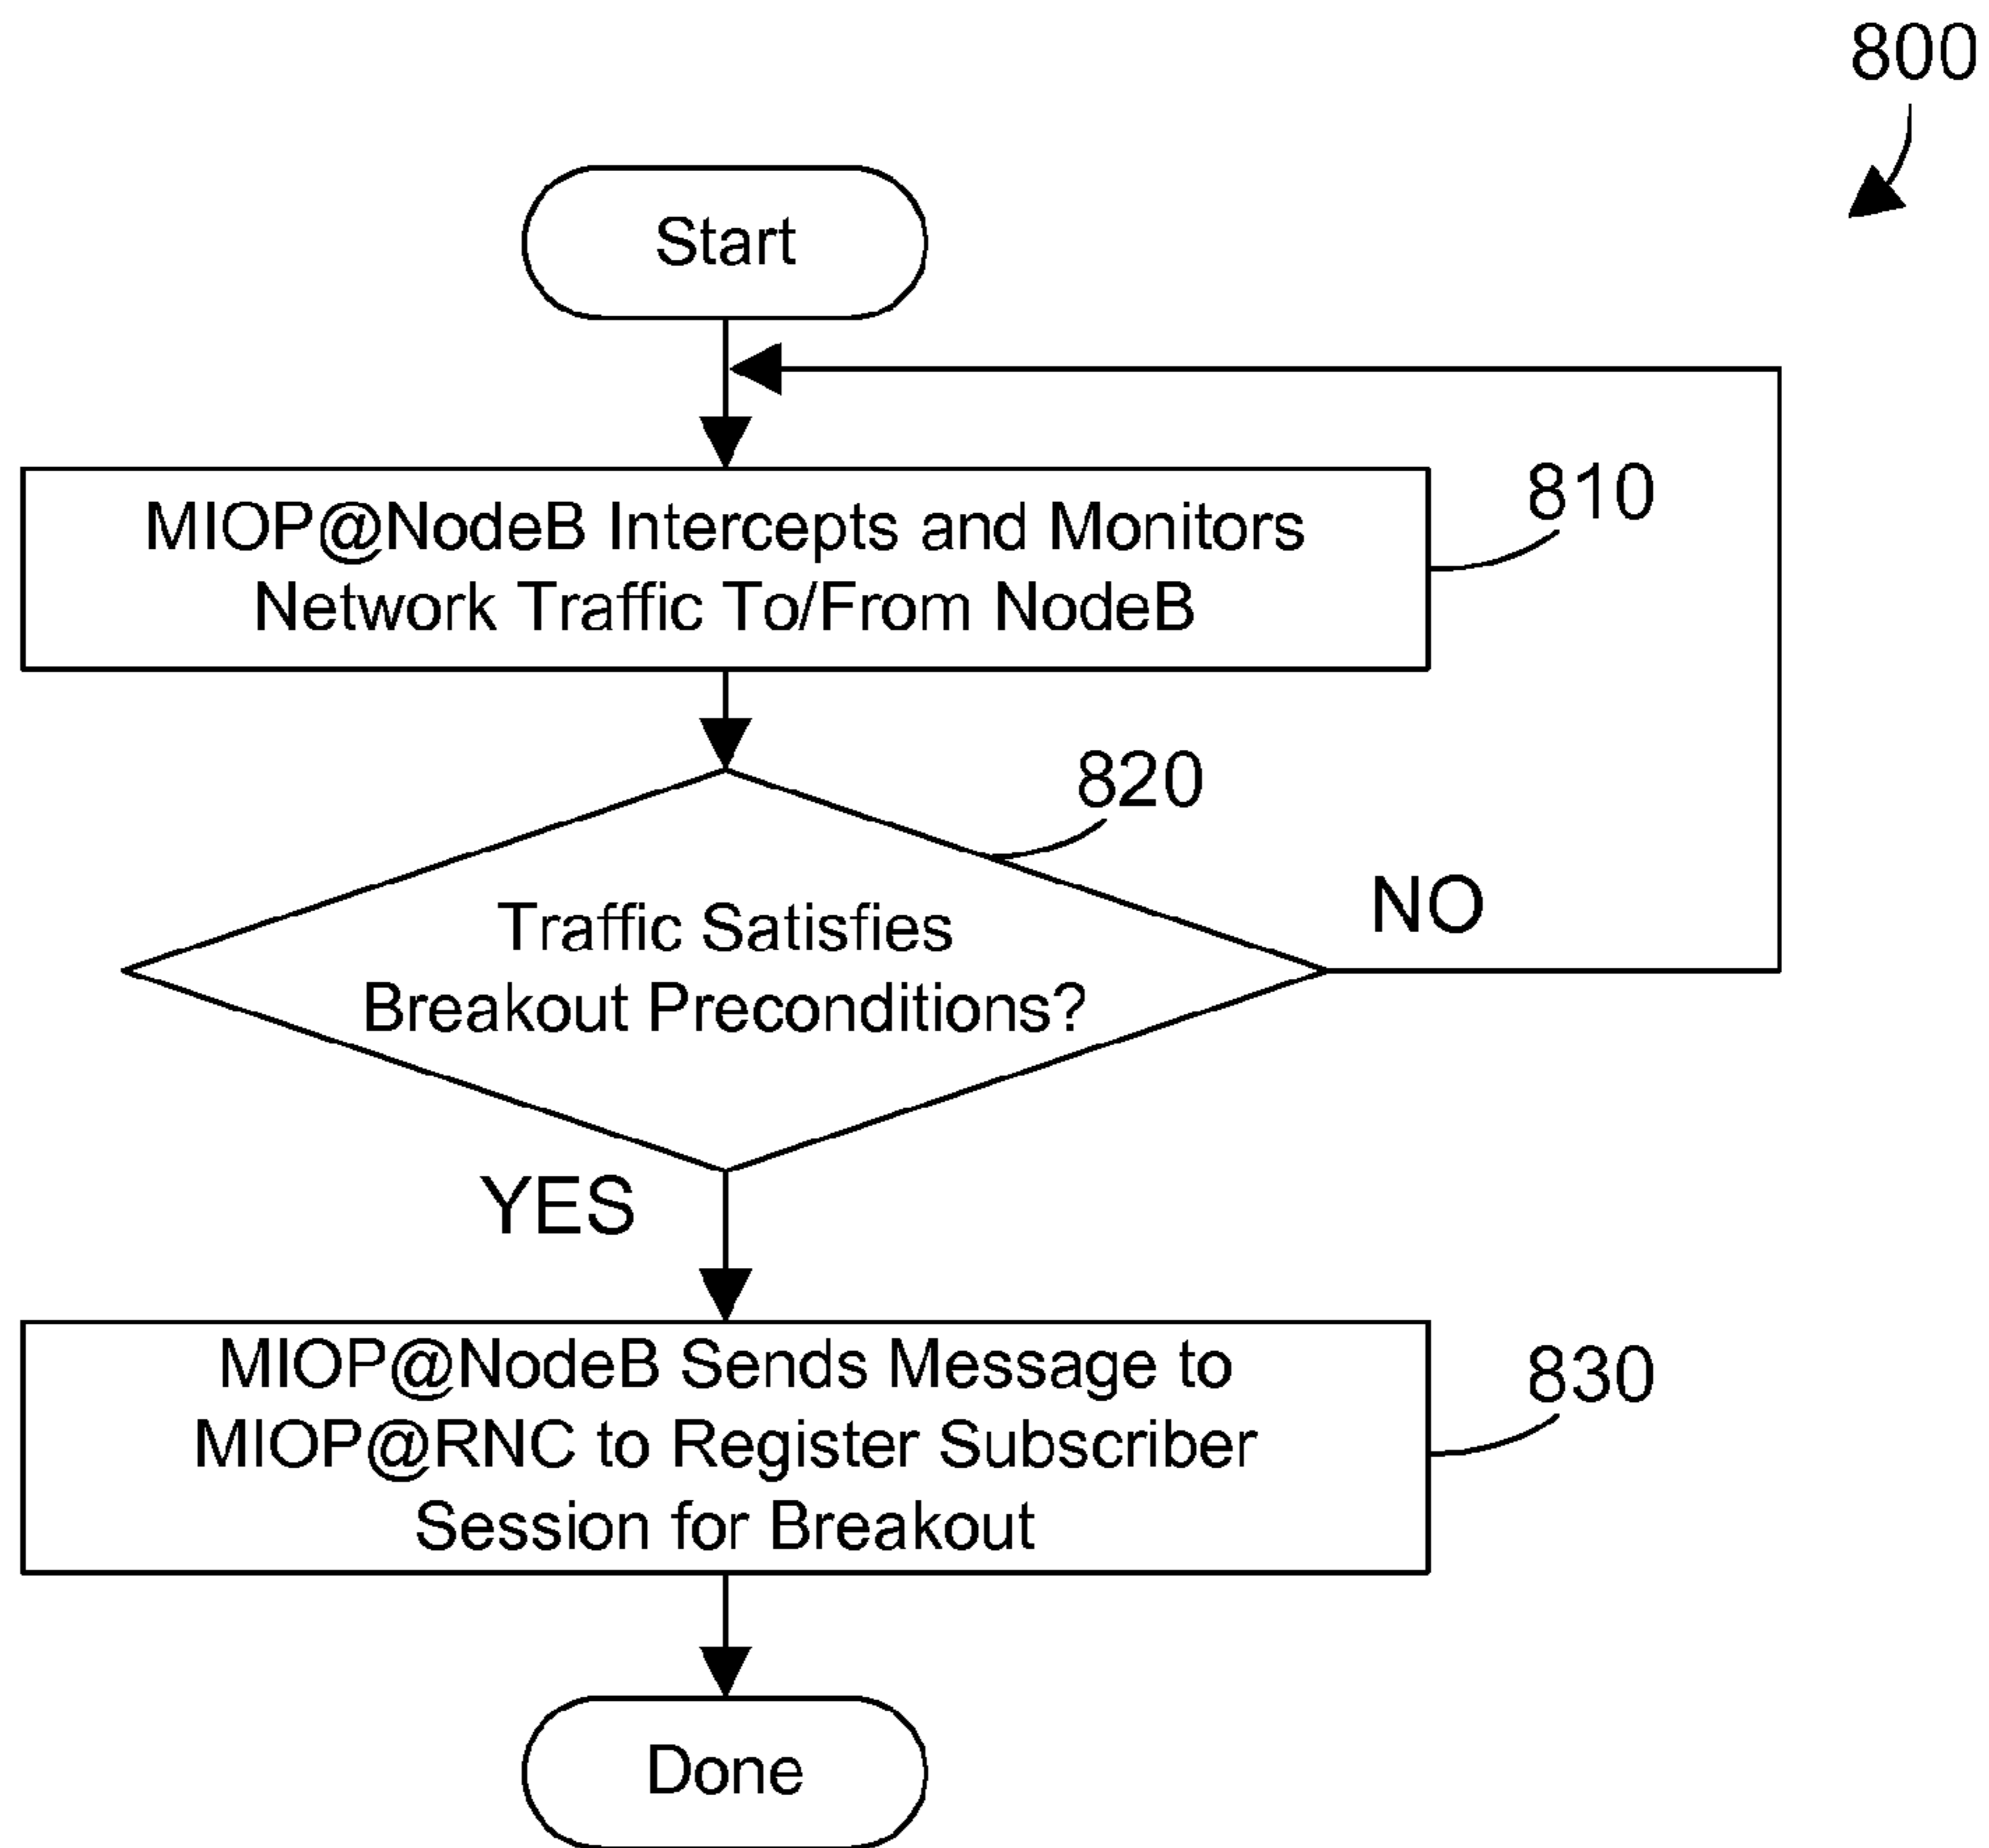 800
Start
MIOP@NodeB Intercepts and Monitors
Network Traffic To/From NodeB
810
820
Traffic Satisfies
Breakout Preconditions?
NO
YES
MIOP@NodeB Sends Message to
MIOP@RNC to Register Subscriber
Session for Breakout
830
Done